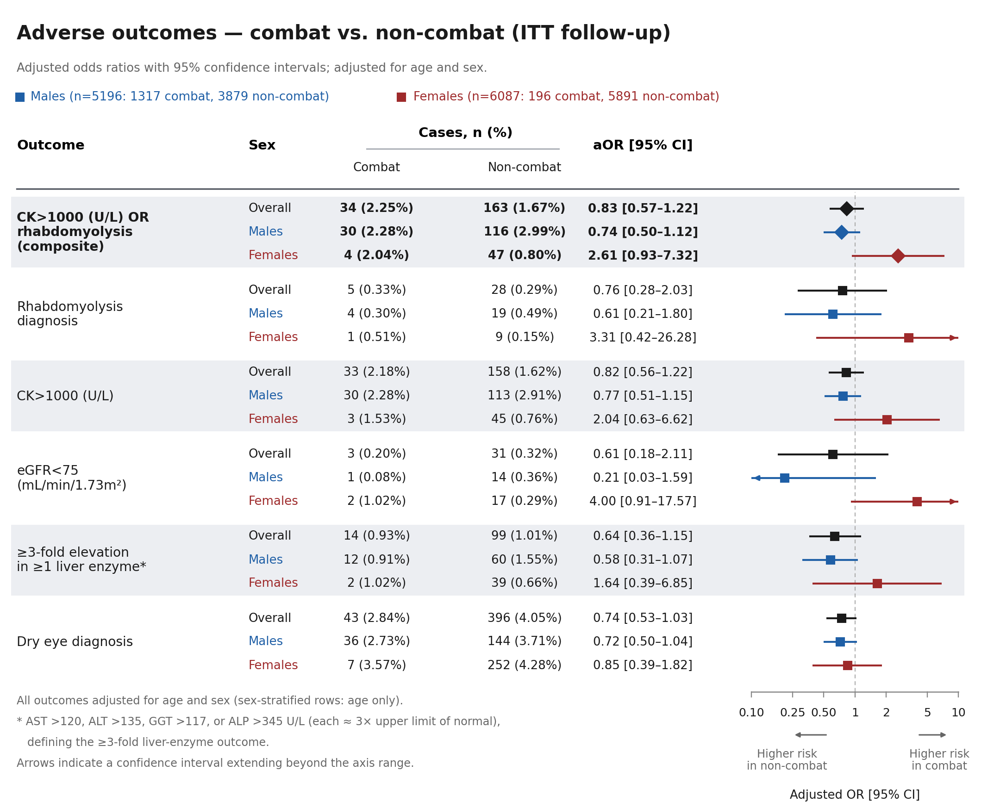 Adverse outcomes — combat vs. non-combat (ITT follow-up)
Adjusted odds ratios with 95% confidence intervals; adjusted for age and sex.
Males (n=5196: 1317 combat, 3879 non-combat) Females (n=6087: 196 combat, 5891 non-combat)
Cases, n (%)
Outcome Sex aOR [95% CI]
Combat Non-combat
CK>1000 (U/L) OR
rhabdomyolysis
(composite)
Overall 34 (2.25%) 163 (1.67%) 0.83 [0.57–1.22]
Males 30 (2.28%) 116 (2.99%) 0.74 [0.50–1.12]
Females 4 (2.04%) 47 (0.80%) 2.61 [0.93–7.32]
Rhabdomyolysis
diagnosis
Overall 5 (0.33%) 28 (0.29%) 0.76 [0.28–2.03]
Males 4 (0.30%) 19 (0.49%) 0.61 [0.21–1.80]
Females 1 (0.51%) 9 (0.15%) 3.31 [0.42–26.28]
CK>1000 (U/L)
Overall 33 (2.18%) 158 (1.62%) 0.82 [0.56–1.22]
Males 30 (2.28%) 113 (2.91%) 0.77 [0.51–1.15]
Females 3 (1.53%) 45 (0.76%) 2.04 [0.63–6.62]
eGFR<75
(mL/min/1.73m²)
Overall 3 (0.20%) 31 (0.32%) 0.61 [0.18–2.11]
Males 1 (0.08%) 14 (0.36%) 0.21 [0.03–1.59]
Females 2 (1.02%) 17 (0.29%) 4.00 [0.91–17.57]
≥3-fold elevation
in ≥1 liver enzyme*
Overall 14 (0.93%) 99 (1.01%) 0.64 [0.36–1.15]
Males 12 (0.91%) 60 (1.55%) 0.58 [0.31–1.07]
Females 2 (1.02%) 39 (0.66%) 1.64 [0.39–6.85]
Dry eye diagnosis
Overall 43 (2.84%) 396 (4.05%) 0.74 [0.53–1.03]
Males 36 (2.73%) 144 (3.71%) 0.72 [0.50–1.04]
Females 7 (3.57%) 252 (4.28%) 0.85 [0.39–1.82]
All outcomes adjusted for age and sex (sex-stratified rows: age only).
* AST >120, ALT >135, GGT >117, or ALP >345 U/L (each ≈ 3× upper limit of normal),
defining the ≥3-fold liver-enzyme outcome.
Arrows indicate a confidence interval extending beyond the axis range.
0.10 0.25 0.50 1 2 5 10
Higher risk
in non-combat
Higher risk
in combat
Adjusted OR [95% CI]